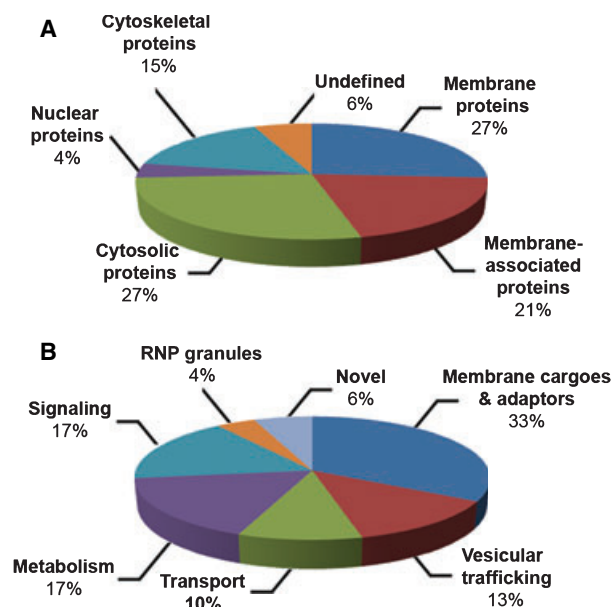 A
Cytoskeletal
proteins
15%
Undefined
6%
Membrane
proteins
27%
Nuclear
proteins
4%
Cytosolic
proteins
27%
Membrane-
associated
proteins
21%
B
RNP granules
4%
Novel
6%
Membrane cargoes
& adaptors
33%
Signaling
17%
Metabolism
17%
Transport
10%
Vesicular
trafficking
13%